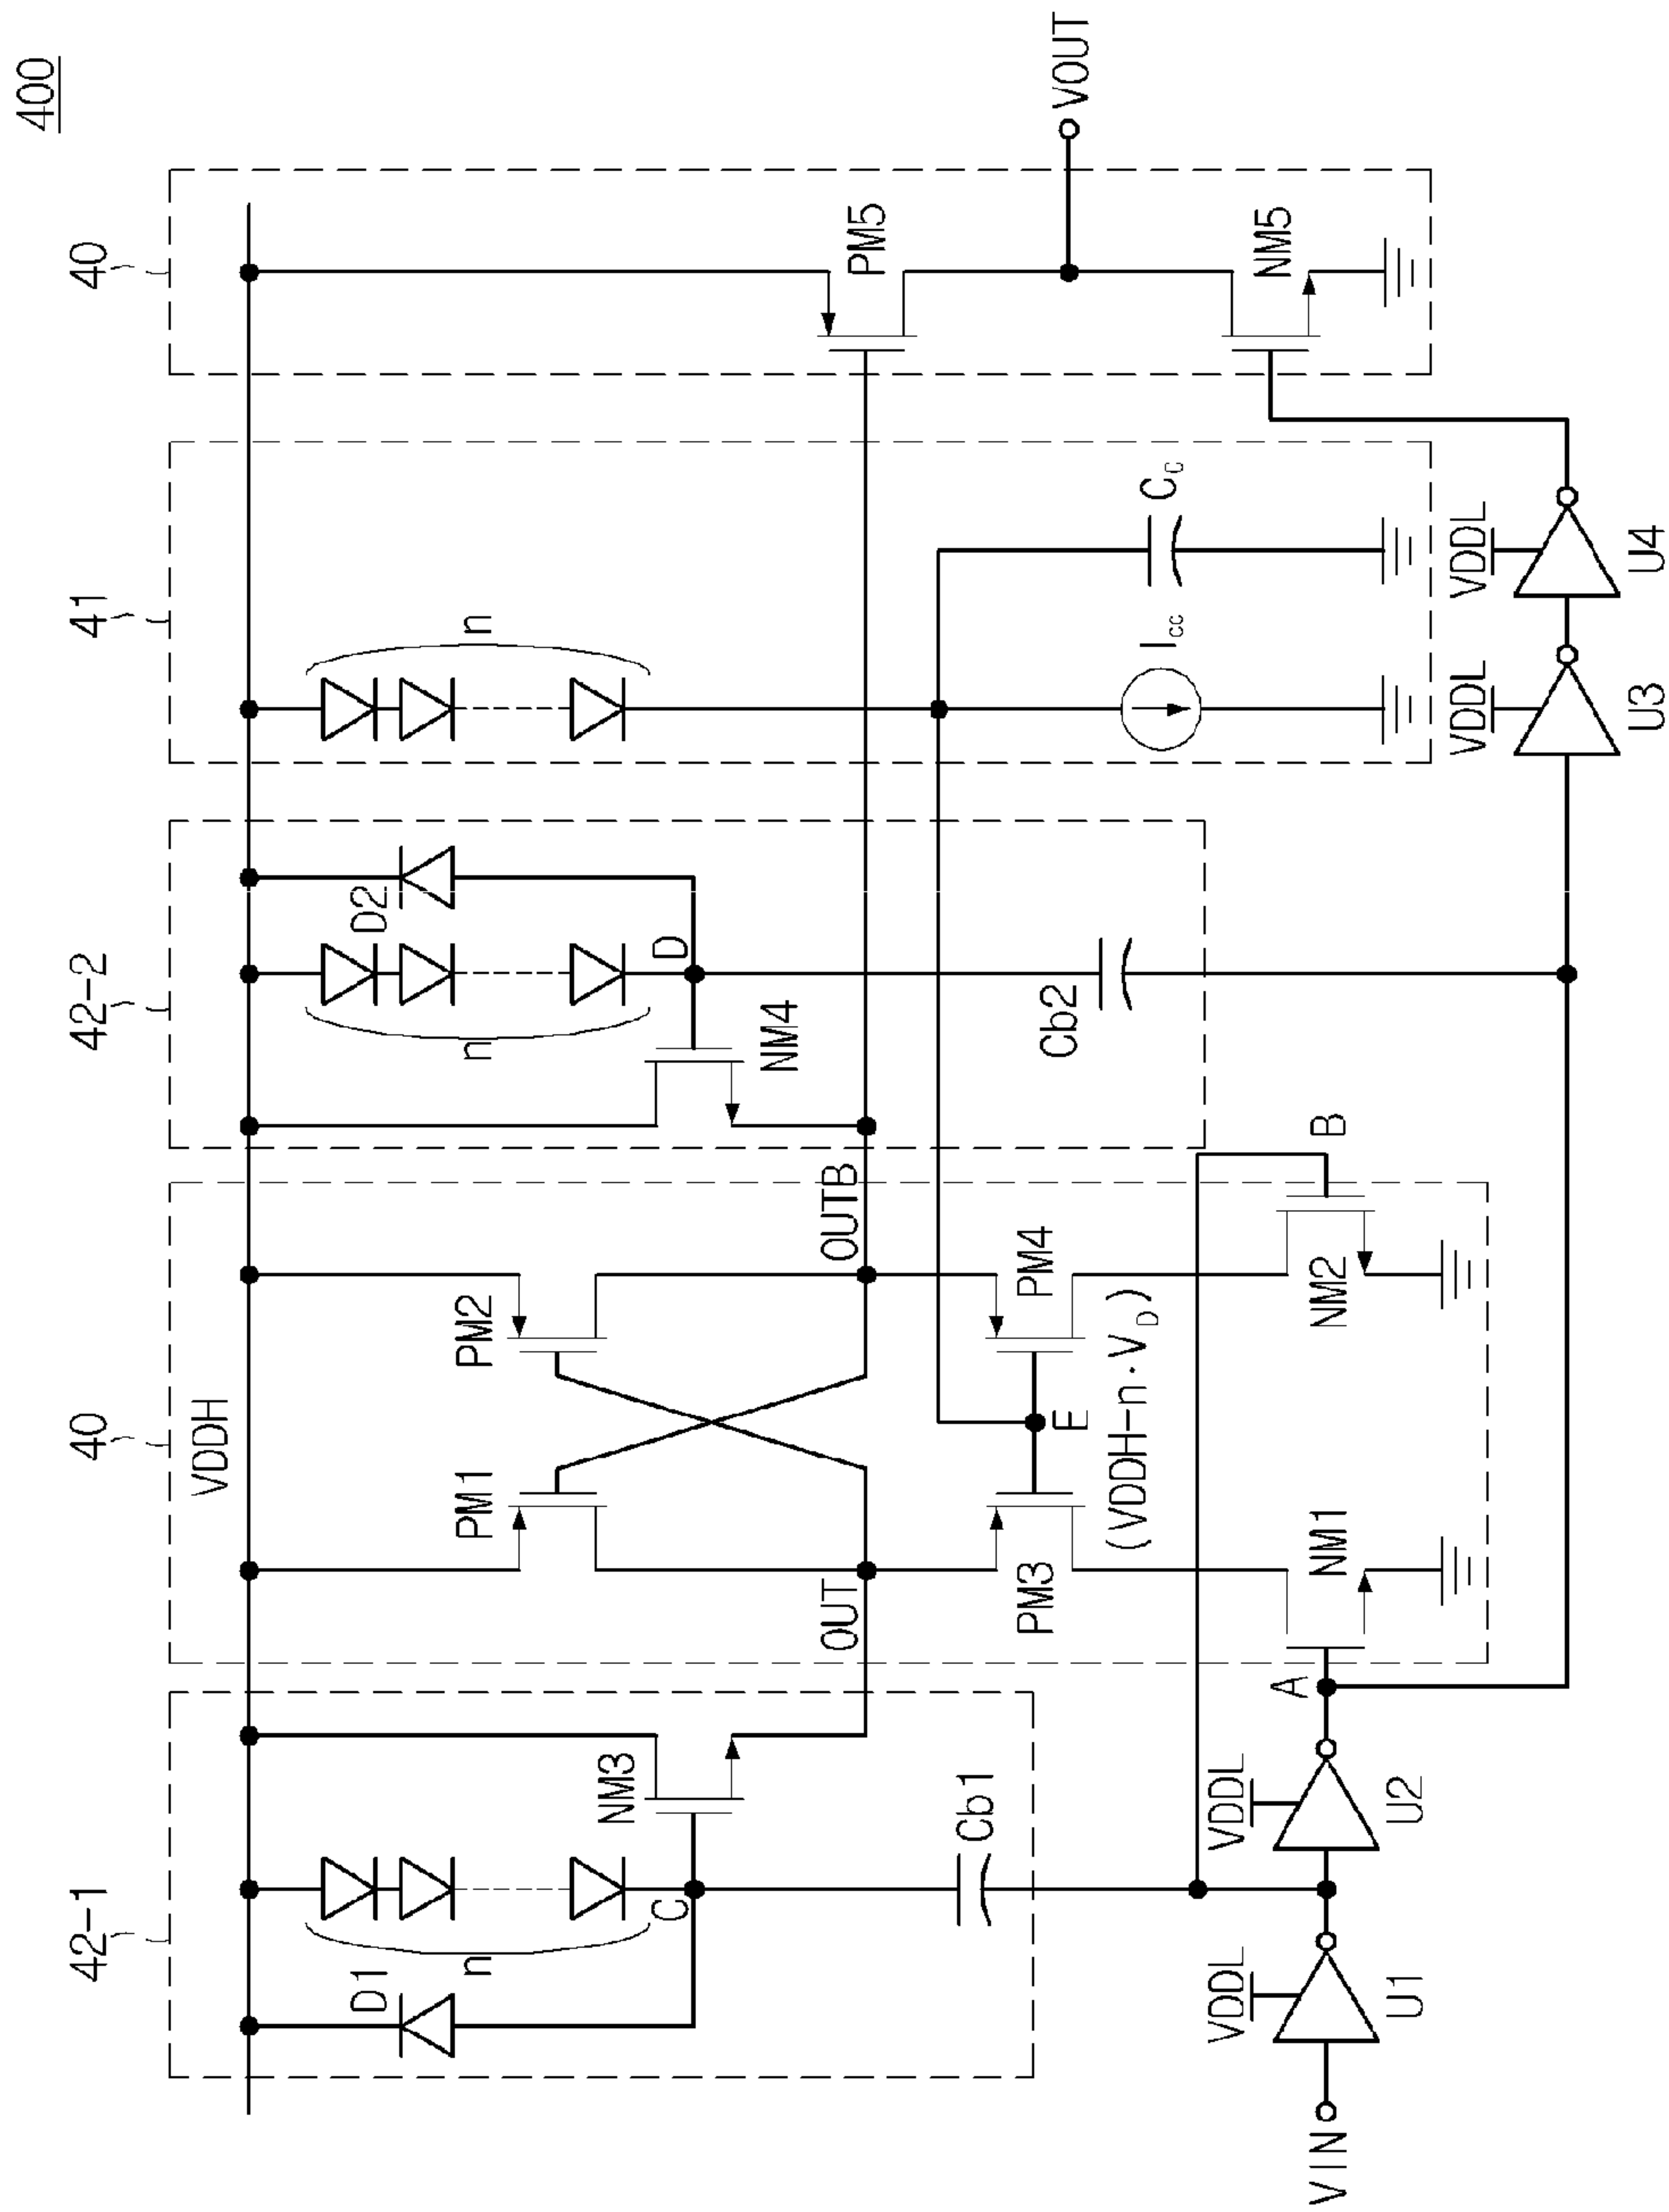 400
42-1
40
42-2
41
40
VDDH
D1
n
C
NM3
Cb1
PM1
PM2
OUT
OUTB
PM3
PM4
E
(VDDH-n·VD)
NM1
NM2
A
B
D2
n
D
NM4
Cb2
n
Icc
Cc
PM5
NM5
VOUT
VIN
VDDL
U1
VDDL
U2
VDDL
U3
VDDL
U4